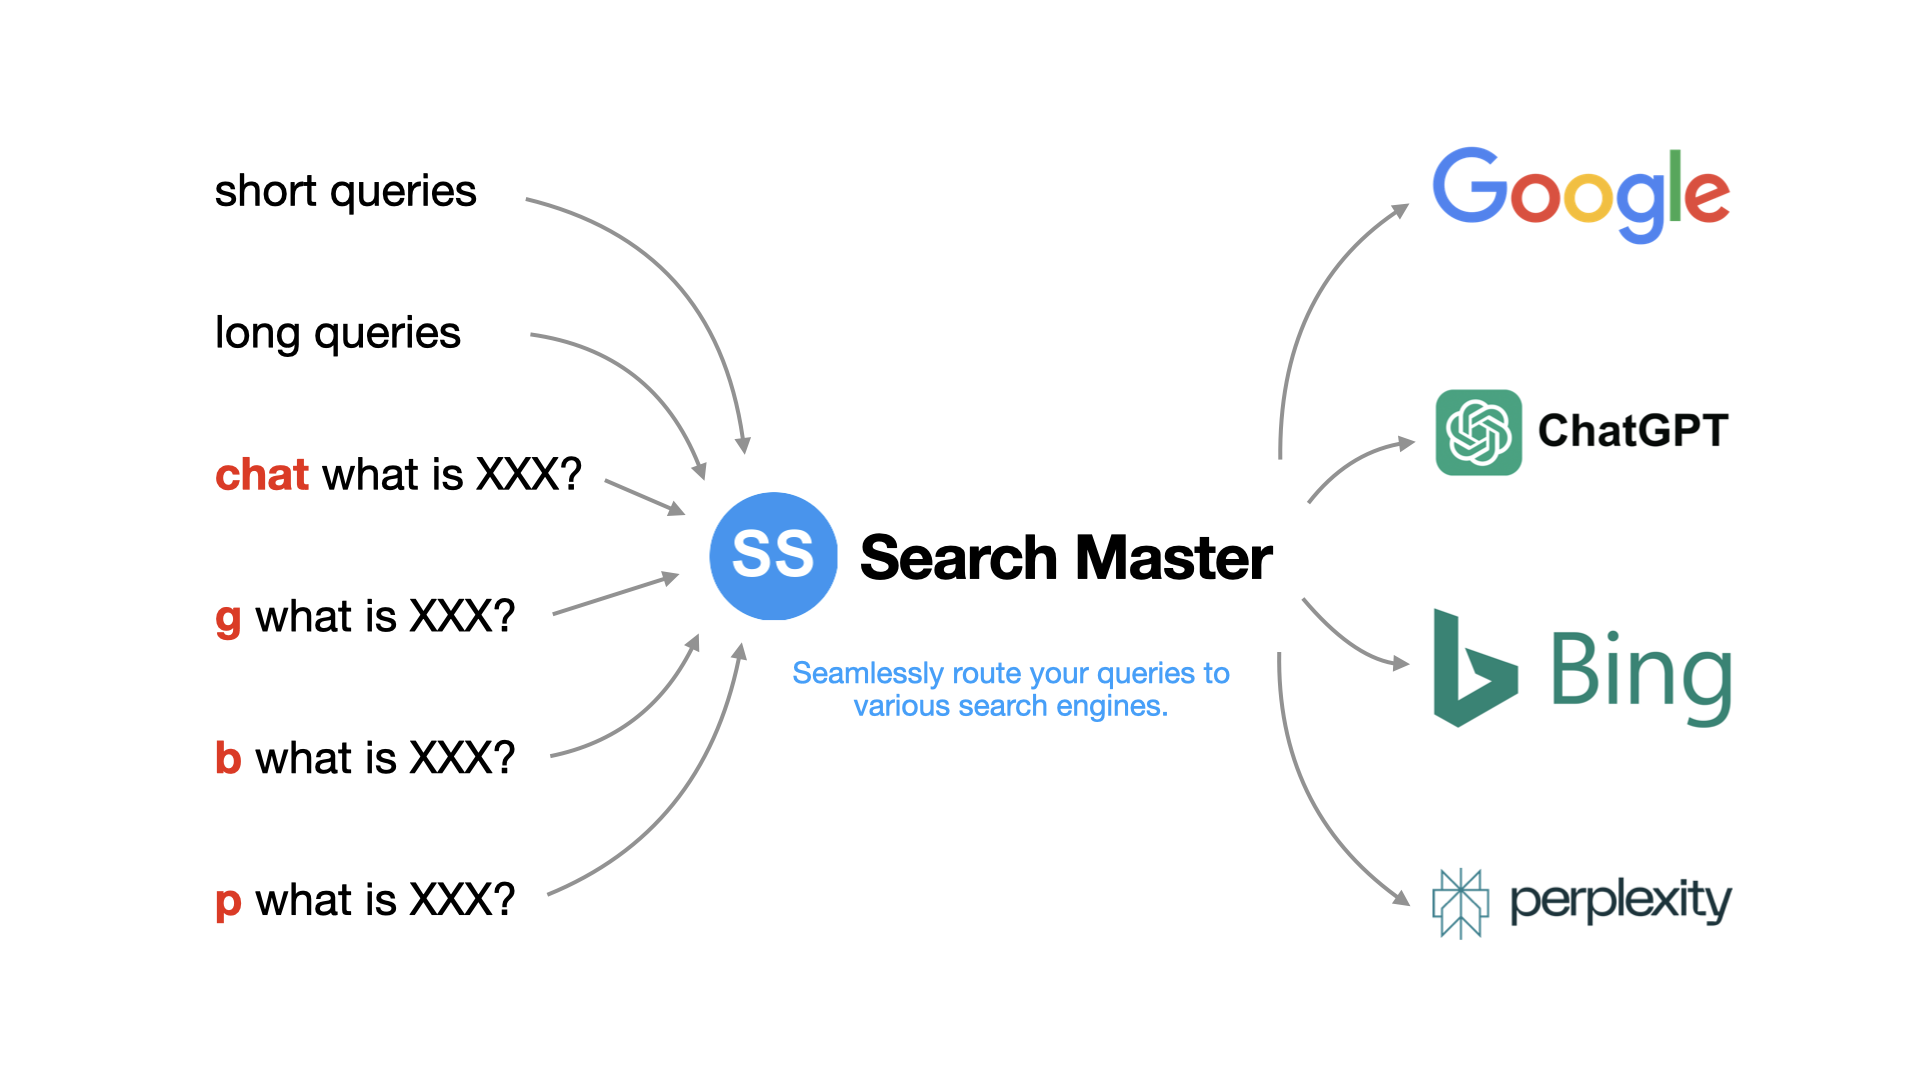 short queries
long queries
chat what is XXX?
g what is XXX?
b what is XXX?
p what is XXX?
SS Search Master
Seamlessly route your queries to
various search engines.
Google
ChatGPT
Bing
perplexity